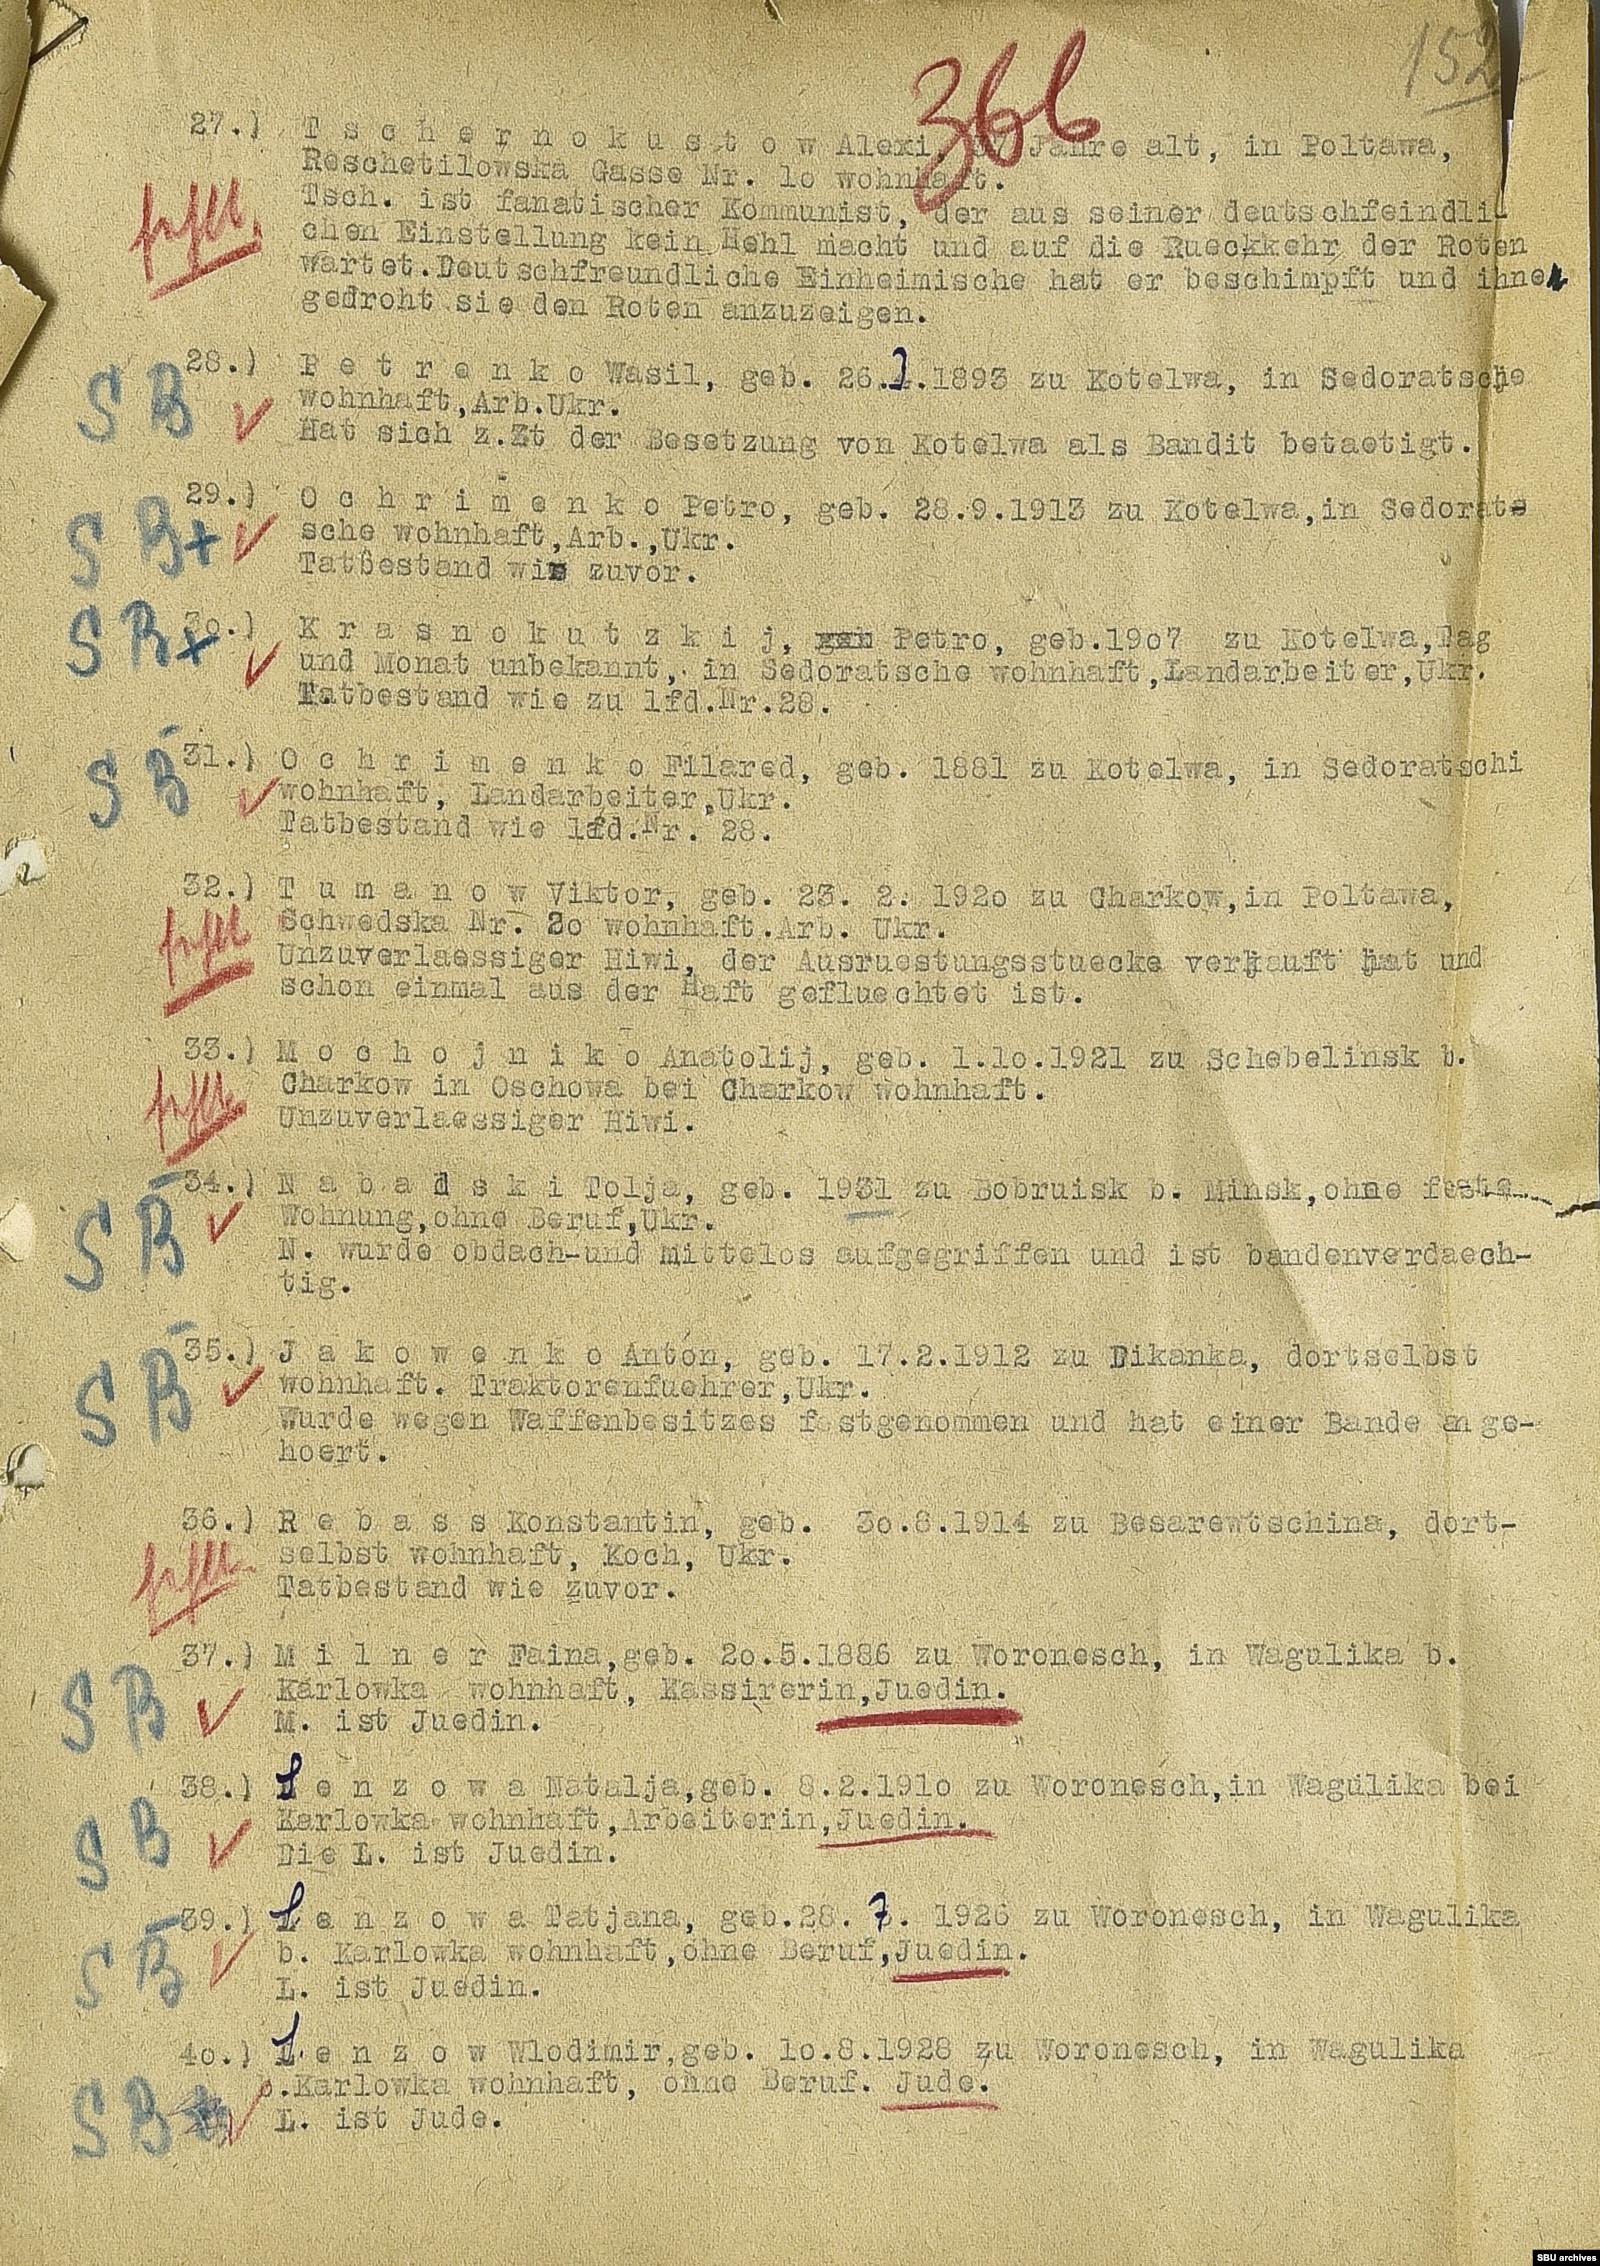 152
366
27.) T s c h e r n o k u s t o w Alexi, 37 Jahre alt, in Poltawa,
Reschetilowska Gasse Nr. 1o wohnhaft.
Tsch. ist fanatischer Kommunist, der aus seiner deutschfeindli-
chen Einstellung kein Hehl macht und auf die Rueckkehr der Roten
wartet.Deutschfreundliche Einheimische hat er beschimpft und ihnen
gedroht sie den Roten anzuzeigen.
28.) P e t r e n k o Wasil, geb. 26.2.1893 zu Kotelwa, in Sedoratsche
S B wohnhaft,Arb.Ukr.
Hat sich z.Zt der Besetzung von Kotelwa als Bandit betaetigt.
29.) O c h r i m e n k o Petro, geb. 28.9.1913 zu Kotelwa,in Sedorats
S B+ sche wohnhaft,Arb.,Ukr.
Tatbestand wie zuvor.
3o.) K r a s n o k u t z k i j, Petro, geb.19o7 zu Kotelwa,Tag
S B+ und Monat unbekannt, in Sedoratsche wohnhaft,Landarbeiter,Ukr.
Tatbestand wie zu lfd.Nr.28.
31.) O c h r i m e n k o Filared, geb. 1881 zu Kotelwa, in Sedoratschi
S B wohnhaft, Landarbeiter,Ukr.
Tatbestand wie lfd.Nr. 28.
32.) T u m a n o w Viktor, geb. 23. 2. 192o zu Charkow,in Poltawa,
Schwedska Nr. 2o wohnhaft.Arb. Ukr.
Unzuverlaessiger Hiwi, der Ausruestungsstuecke verkauft hat und
schon einmal aus der Haft gefluechtet ist.
33.) M o c h o j n i k o Anatolij, geb. 1.1o.1921 zu Schebelinsk b.
Charkow in Oschowa bei Charkow wohnhaft.
Unzuverlaessiger Hiwi.
34.) N a b a d s k i Tolja, geb. 1931 zu Bobruisk b. Minsk,ohne feste
S B Wohnung,ohne Beruf,Ukr.
N. wurde obdach-und mittelos aufgegriffen und ist bandenverdaech-
tig.
35.) J a k o w e n k o Anton, geb. 17.2.1912 zu Dikanka, dortselbst
S B wohnhaft. Traktorenfuehrer,Ukr.
Wurde wegen Waffenbesitzes festgenommen und hat einer Bande ange-
hoert.
36.) R e b a s s Konstantin, geb. 3o.8.1914 zu Besarewtschina, dort-
selbst wohnhaft, Koch, Ukr.
Tatbestand wie zuvor.
37.) M i l n e r Faina,geb. 2o.5.1886 zu Woronesch, in Wagulika b.
S B Karlowka wohnhaft, Kassirerin,Juedin.
M. ist Juedin.
38.) L e n z o w a Natalja,geb. 8.2.191o zu Woronesch,in Wagulika bei
S B Karlowka wohnhaft,Arbeiterin,Juedin.
Die L. ist Juedin.
39.) L e n z o w a Tatjana, geb.28. 7. 1926 zu Woronesch, in Wagulika
S B b. Karlowka wohnhaft,ohne Beruf,Juedin.
L. ist Juedin.
4o.) L e n z o w Wlodimir,geb. 1o.8.1928 zu Woronesch, in Wagulika
S B b.Karlowka wohnhaft, ohne Beruf. Jude.
L. ist Jude.
SBU archives